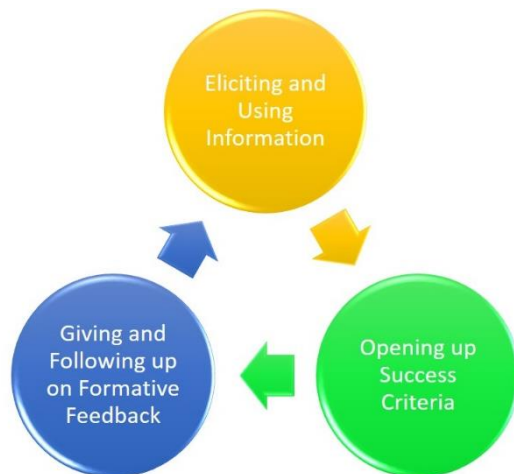 Eliciting and
Using
Information
Opening up
Success
Criteria
Giving and
Following up
on Formative
Feedback